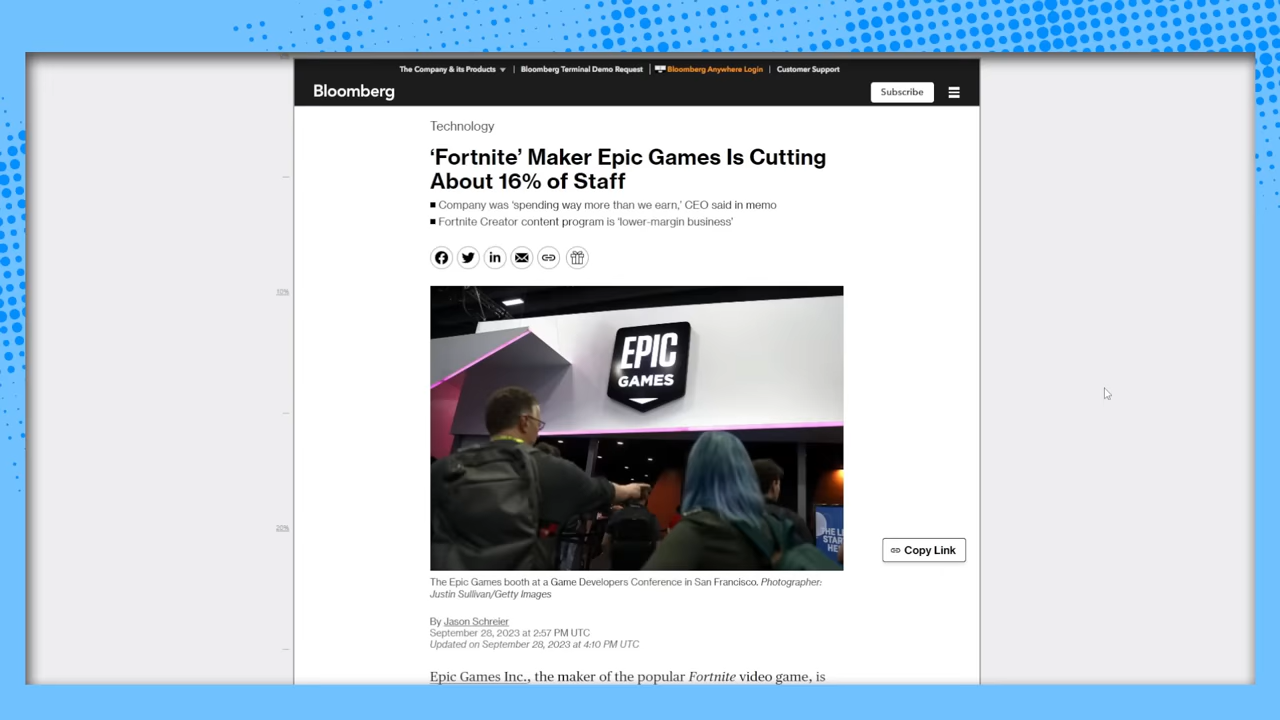 The Company & its Products
Bloomberg Terminal Demo Request
Bloomberg Anywhere Login
Customer Support
Bloomberg
Subscribe
Technology
‘Fortnite’ Maker Epic Games Is Cutting
About 16% of Staff
Company was ‘spending way more than we earn,’ CEO said in memo
Fortnite Creator content program is ‘lower-margin business’
10%
EPIC
GAMES
20%
THE L
STAR
HE
Copy Link
The Epic Games booth at a Game Developers Conference in San Francisco. Photographer:
Justin Sullivan/Getty Images
By Jason Schreier
September 28, 2023 at 2:57 PM UTC
Updated on September 28, 2023 at 4:10 PM UTC
Epic Games Inc., the maker of the popular Fortnite video game, is